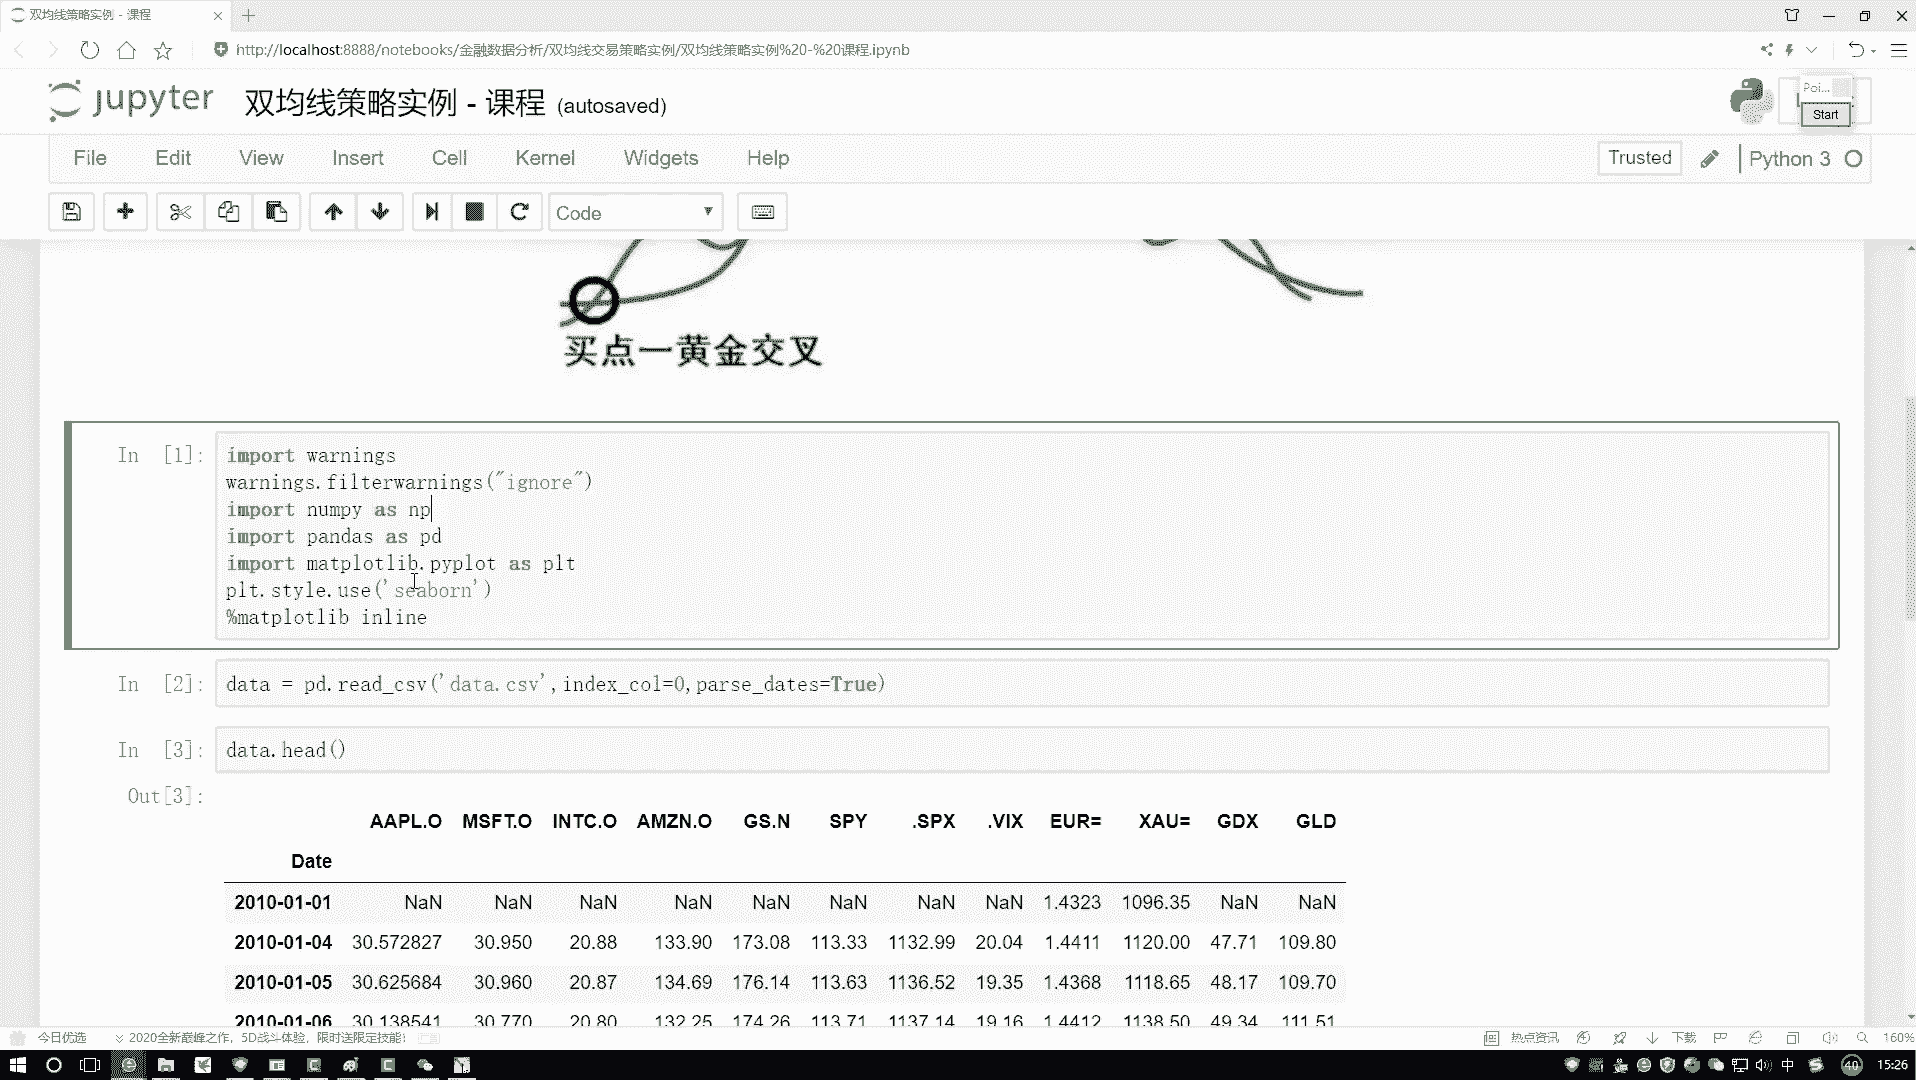 双均线策略实例 - 课程
http://localhost:8888/notebooks/金融数据分析/双均线交易策略实例/双均线策略实例%20-%20课程.ipynb
jupyter 双均线策略实例 - 课程 (autosaved)
Poi...
Start
File Edit View Insert Cell Kernel Widgets Help
Trusted Python 3
Code
买点一黄金交叉
In [1]: import warnings
warnings.filterwarnings("ignore")
import numpy as np
import pandas as pd
import matplotlib.pyplot as plt
plt.style.use('seaborn')
%matplotlib inline
In [2]: data = pd.read_csv('data.csv',index_col=0,parse_dates=True)
In [3]: data.head()
Out[3]:
AAPL.O MSFT.O INTC.O AMZN.O GS.N SPY .SPX .VIX EUR= XAU= GDX GLD
Date
2010-01-01 NaN NaN NaN NaN NaN NaN NaN NaN 1.4323 1096.35 NaN NaN
2010-01-04 30.572827 30.950 20.88 133.90 173.08 113.33 1132.99 20.04 1.4411 1120.00 47.71 109.80
2010-01-05 30.625684 30.960 20.87 134.69 176.14 113.63 1136.52 19.35 1.4368 1118.65 48.17 109.70
2010-01-06 30.138541 30.770 20.80 132.25 174.26 113.71 1137.14 19.16 1.4412 1138.50 49.34 111.51
今日优选 2020全新巅峰之作，5D战斗体验，限时送限定技能！ 热点资讯 下载 160%
中 40 15:26